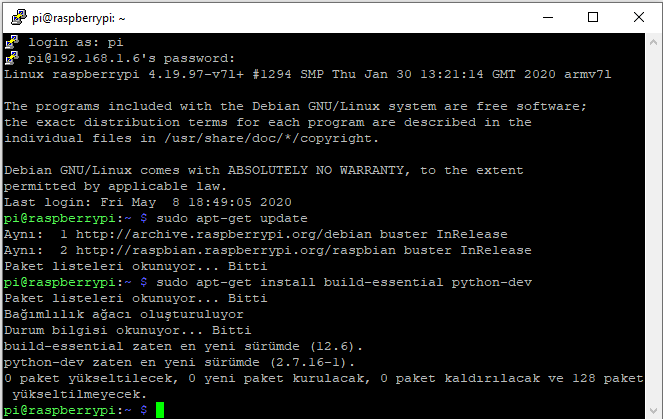 pi@raspberrypi: ~
login as: pi
pi@192.168.1.6's password:
Linux raspberrypi 4.19.97-v7l+ #1294 SMP Thu Jan 30 13:21:14 GMT 2020 armv7l
The programs included with the Debian GNU/Linux system are free software;
the exact distribution terms for each program are described in the
individual files in /usr/share/doc/*/copyright.
Debian GNU/Linux comes with ABSOLUTELY NO WARRANTY, to the extent
permitted by applicable law.
Last login: Fri May  8 18:49:05 2020
pi@raspberrypi:~ $ sudo apt-get update
Aynı:  1 http://archive.raspberrypi.org/debian buster InRelease
Aynı:  2 http://raspbian.raspberrypi.org/raspbian buster InRelease
Paket listeleri okunuyor... Bitti
pi@raspberrypi:~ $ sudo apt-get install build-essential python-dev
Paket listeleri okunuyor... Bitti
Bağımlılık ağacı oluşturuluyor
Durum bilgisi okunuyor... Bitti
build-essential zaten en yeni sürümde (12.6).
python-dev zaten en yeni sürümde (2.7.16-1).
0 paket yükseltilecek, 0 yeni paket kurulacak, 0 paket kaldırılacak ve 128 paket
yükseltilmeyecek.
pi@raspberrypi:~ $